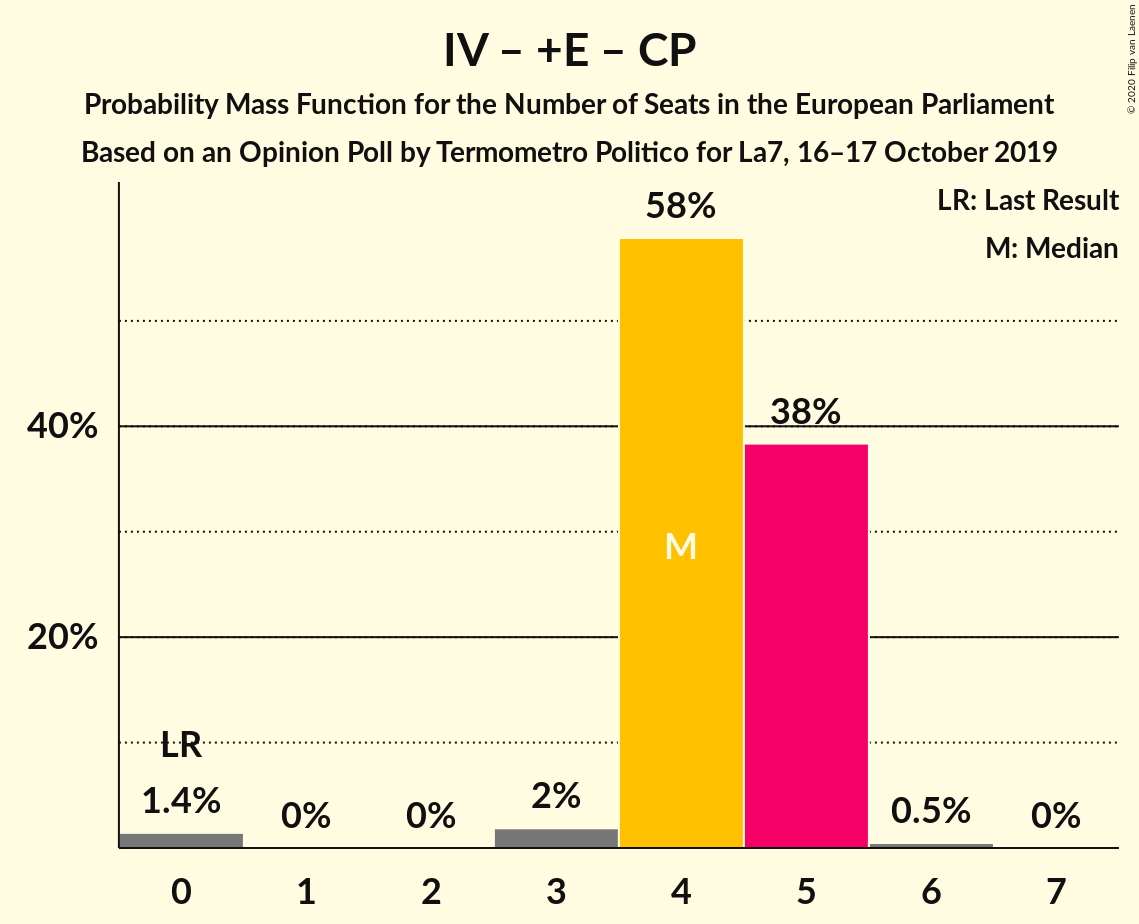 IV – +E – CP
Probability Mass Function for the Number of Seats in the European Parliament
Based on an Opinion Poll by Termometro Politico for La7, 16–17 October 2019
© 2020 Filip van Laenen
LR: Last Result
M: Median
58%
40%
38%
M
20%
LR
1.4%
0%
0%
2%
0.5%
0%
0
1
2
3
4
5
6
7